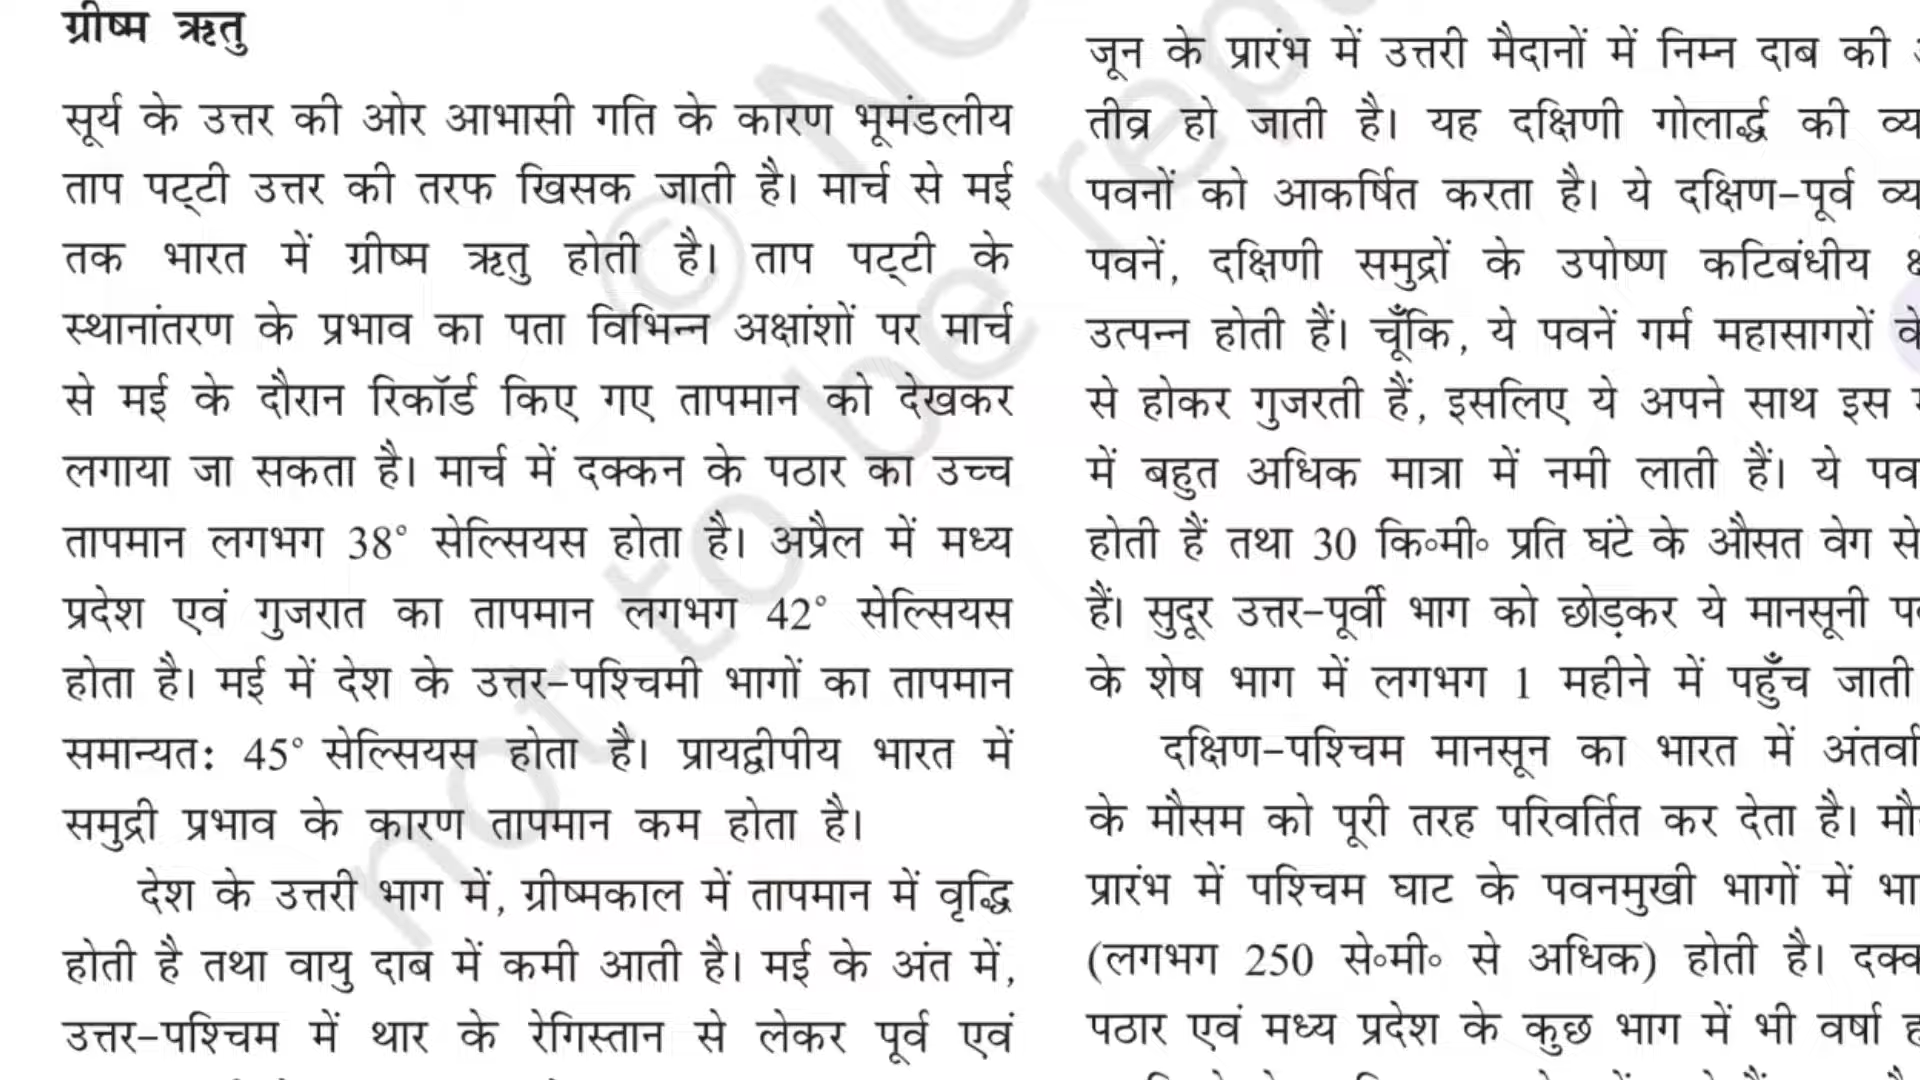 ग्रीष्म ऋतु
सूर्य के उत्तर की ओर आभासी गति के कारण भूमंडलीय
ताप पट्टी उत्तर की तरफ खिसक जाती है। मार्च से मई
तक भारत में ग्रीष्म ऋतु होती है। ताप पट्टी के
स्थानांतरण के प्रभाव का पता विभिन्न अक्षांशों पर मार्च
से मई के दौरान रिकॉर्ड किए गए तापमान को देखकर
लगाया जा सकता है। मार्च में दक्कन के पठार का उच्च
तापमान लगभग 38° सेल्सियस होता है। अप्रैल में मध्य
प्रदेश एवं गुजरात का तापमान लगभग 42° सेल्सियस
होता है। मई में देश के उत्तर-पश्चिमी भागों का तापमान
समान्यत: 45° सेल्सियस होता है। प्रायद्वीपीय भारत में
समुद्री प्रभाव के कारण तापमान कम होता है।
देश के उत्तरी भाग में, ग्रीष्मकाल में तापमान में वृद्धि
होती है तथा वायु दाब में कमी आती है। मई के अंत में,
उत्तर-पश्चिम में थार के रेगिस्तान से लेकर पूर्व एवं
जून के प्रारंभ में उत्तरी मैदानों में निम्न दाब की
तीव्र हो जाती है। यह दक्षिणी गोलार्द्ध की
पवनों को आकर्षित करता है। ये दक्षिण-पूर्व
पवनें, दक्षिणी समुद्रों के उपोष्ण कटिबंधीय
उत्पन्न होती हैं। चूँकि, ये पवनें गर्म महासागरों
से होकर गुजरती हैं, इसलिए ये अपने साथ इस
में बहुत अधिक मात्रा में नमी लाती हैं। ये
होती हैं तथा 30 कि॰मी॰ प्रति घंटे के औसत वेग से
हैं। सुदूर उत्तर-पूर्वी भाग को छोड़कर ये मानसूनी
के शेष भाग में लगभग 1 महीने में पहुँच जाती
दक्षिण-पश्चिम मानसून का भारत में
के मौसम को पूरी तरह परिवर्तित कर देता है।
प्रारंभ में पश्चिम घाट के पवनमुखी भागों में
(लगभग 250 से॰मी॰ से अधिक) होती है।
पठार एवं मध्य प्रदेश के कुछ भाग में भी वर्षा
not to be